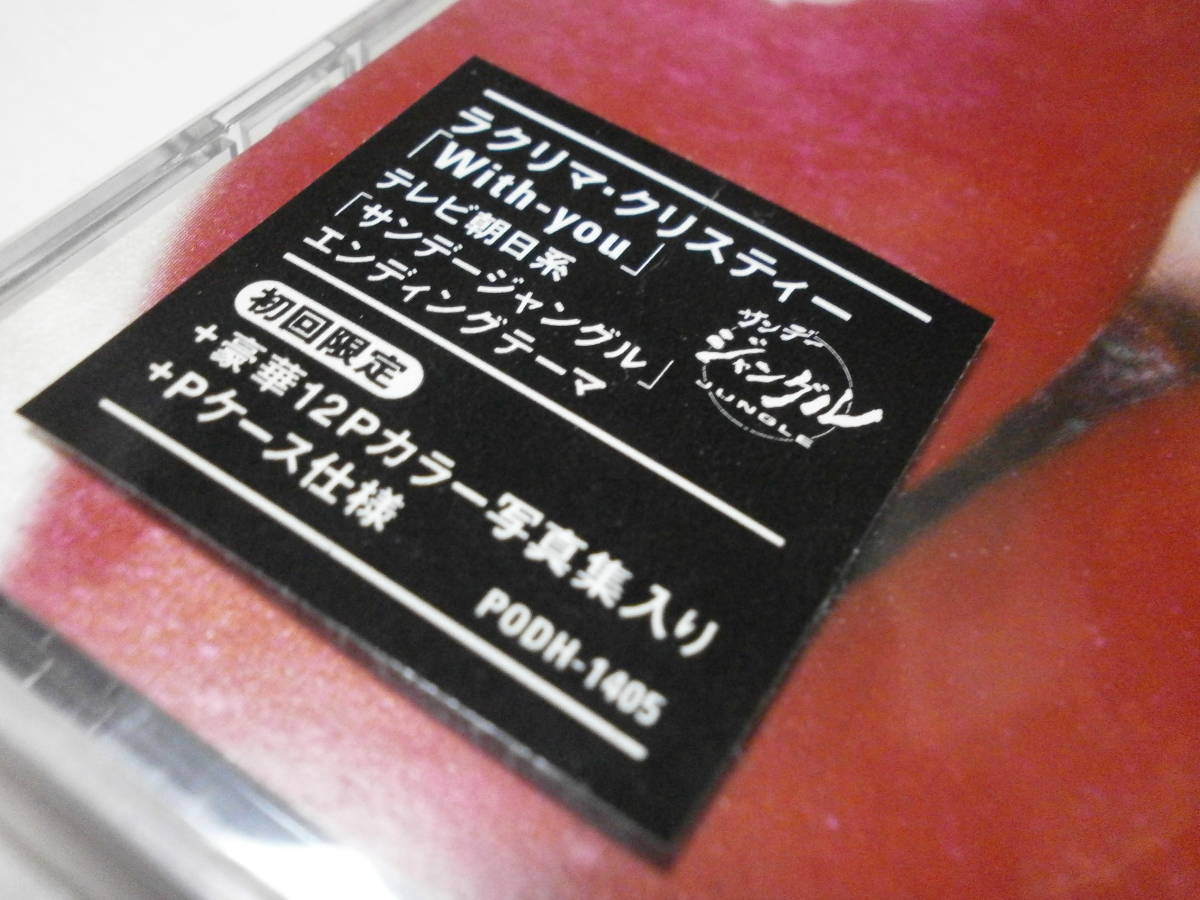 ラクリマ・クリスティー
「With-you」
テレビ朝日系
「サンデージャングル」
エンディングテーマ
サンデー
ジャングル
JUNGLE
初回限定
+豪華12Pカラー写真集入り
+Pケース仕様
PODH-1405